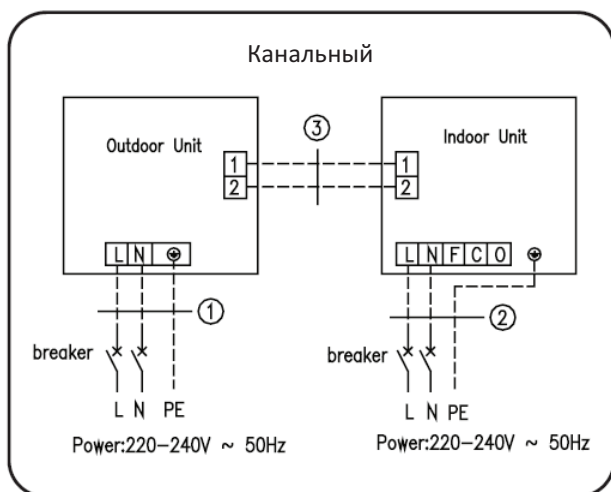 Канальный
Outdoor Unit
1
2
L N
③
Indoor Unit
1
2
L N F C O
①
breaker
L N PE
Power:220-240V ~ 50Hz
②
breaker
L N PE
Power:220-240V ~ 50Hz